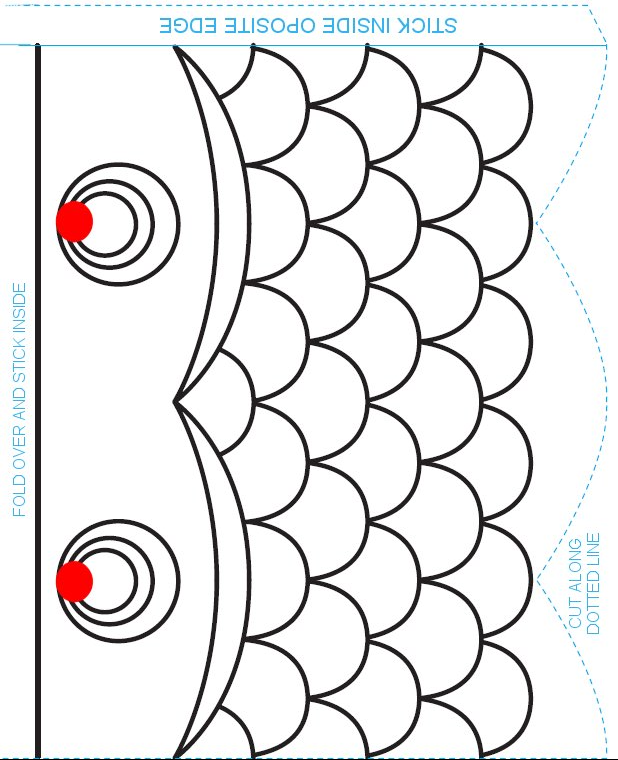 STICK INSIDE OPOSITE EDGE
FOLD OVER AND STICK INSIDE
CUT ALONG
DOTTED LINE